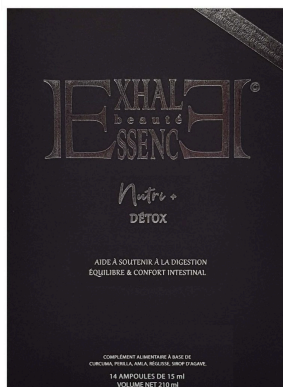 EXHALE
beauté
ESSENCE
©
Nutri +
DÉTOX
AIDE À SOUTENIR À LA DIGESTION
ÉQUILIBRE & CONFORT INTESTINAL
COMPLÉMENT ALIMENTAIRE À BASE DE
CURCUMA, PERILLA, AMLA, RÉGLISSE, SIROP D'AGAVE.
14 AMPOULES DE 15 ml
VOLUME NET 210 ml